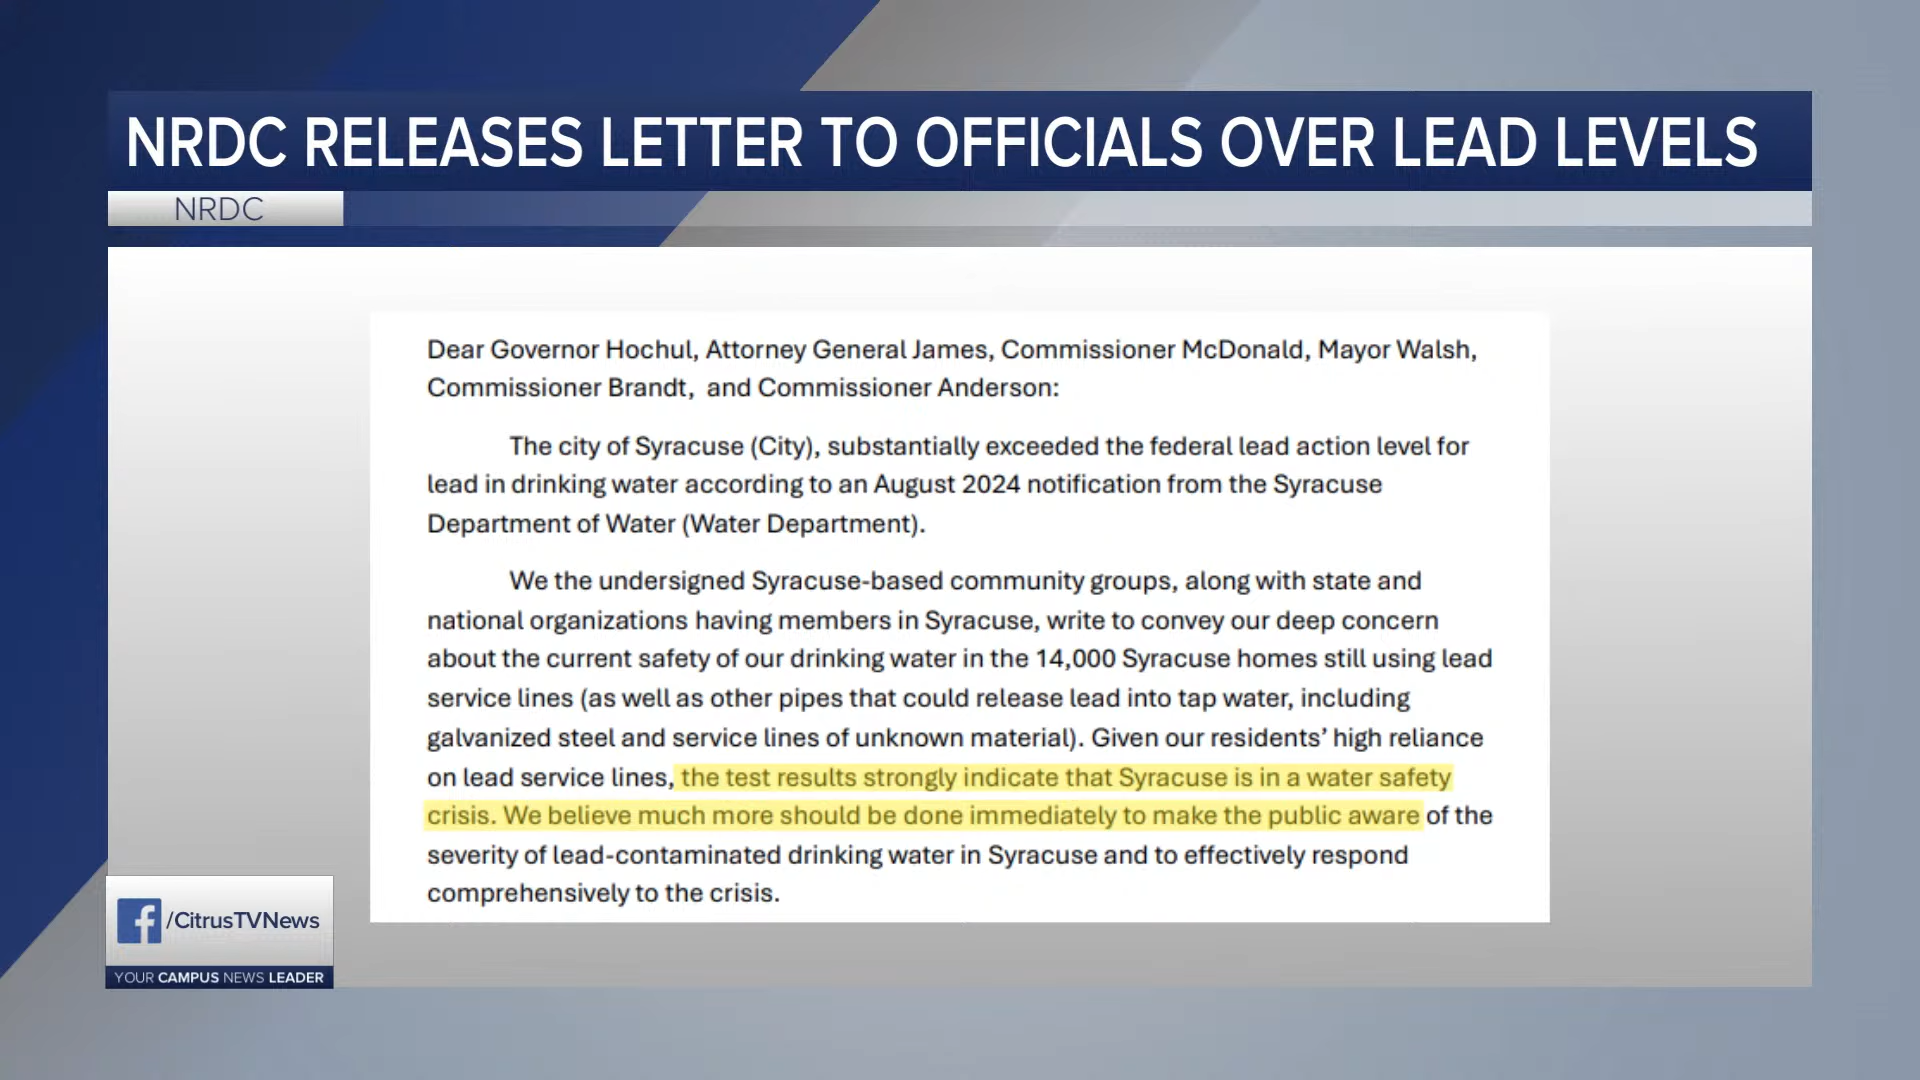 NRDC RELEASES LETTER TO OFFICIALS OVER LEAD LEVELS
NRDC
Dear Governor Hochul, Attorney General James, Commissioner McDonald, Mayor Walsh,
Commissioner Brandt,  and Commissioner Anderson:
The city of Syracuse (City), substantially exceeded the federal lead action level for
lead in drinking water according to an August 2024 notification from the Syracuse
Department of Water (Water Department).
We the undersigned Syracuse-based community groups, along with state and
national organizations having members in Syracuse, write to convey our deep concern
about the current safety of our drinking water in the 14,000 Syracuse homes still using lead
service lines (as well as other pipes that could release lead into tap water, including
galvanized steel and service lines of unknown material). Given our residents’ high reliance
on lead service lines, the test results strongly indicate that Syracuse is in a water safety
crisis. We believe much more should be done immediately to make the public aware of the
severity of lead-contaminated drinking water in Syracuse and to effectively respond
comprehensively to the crisis.
/CitrusTVNews
YOUR CAMPUS NEWS LEADER